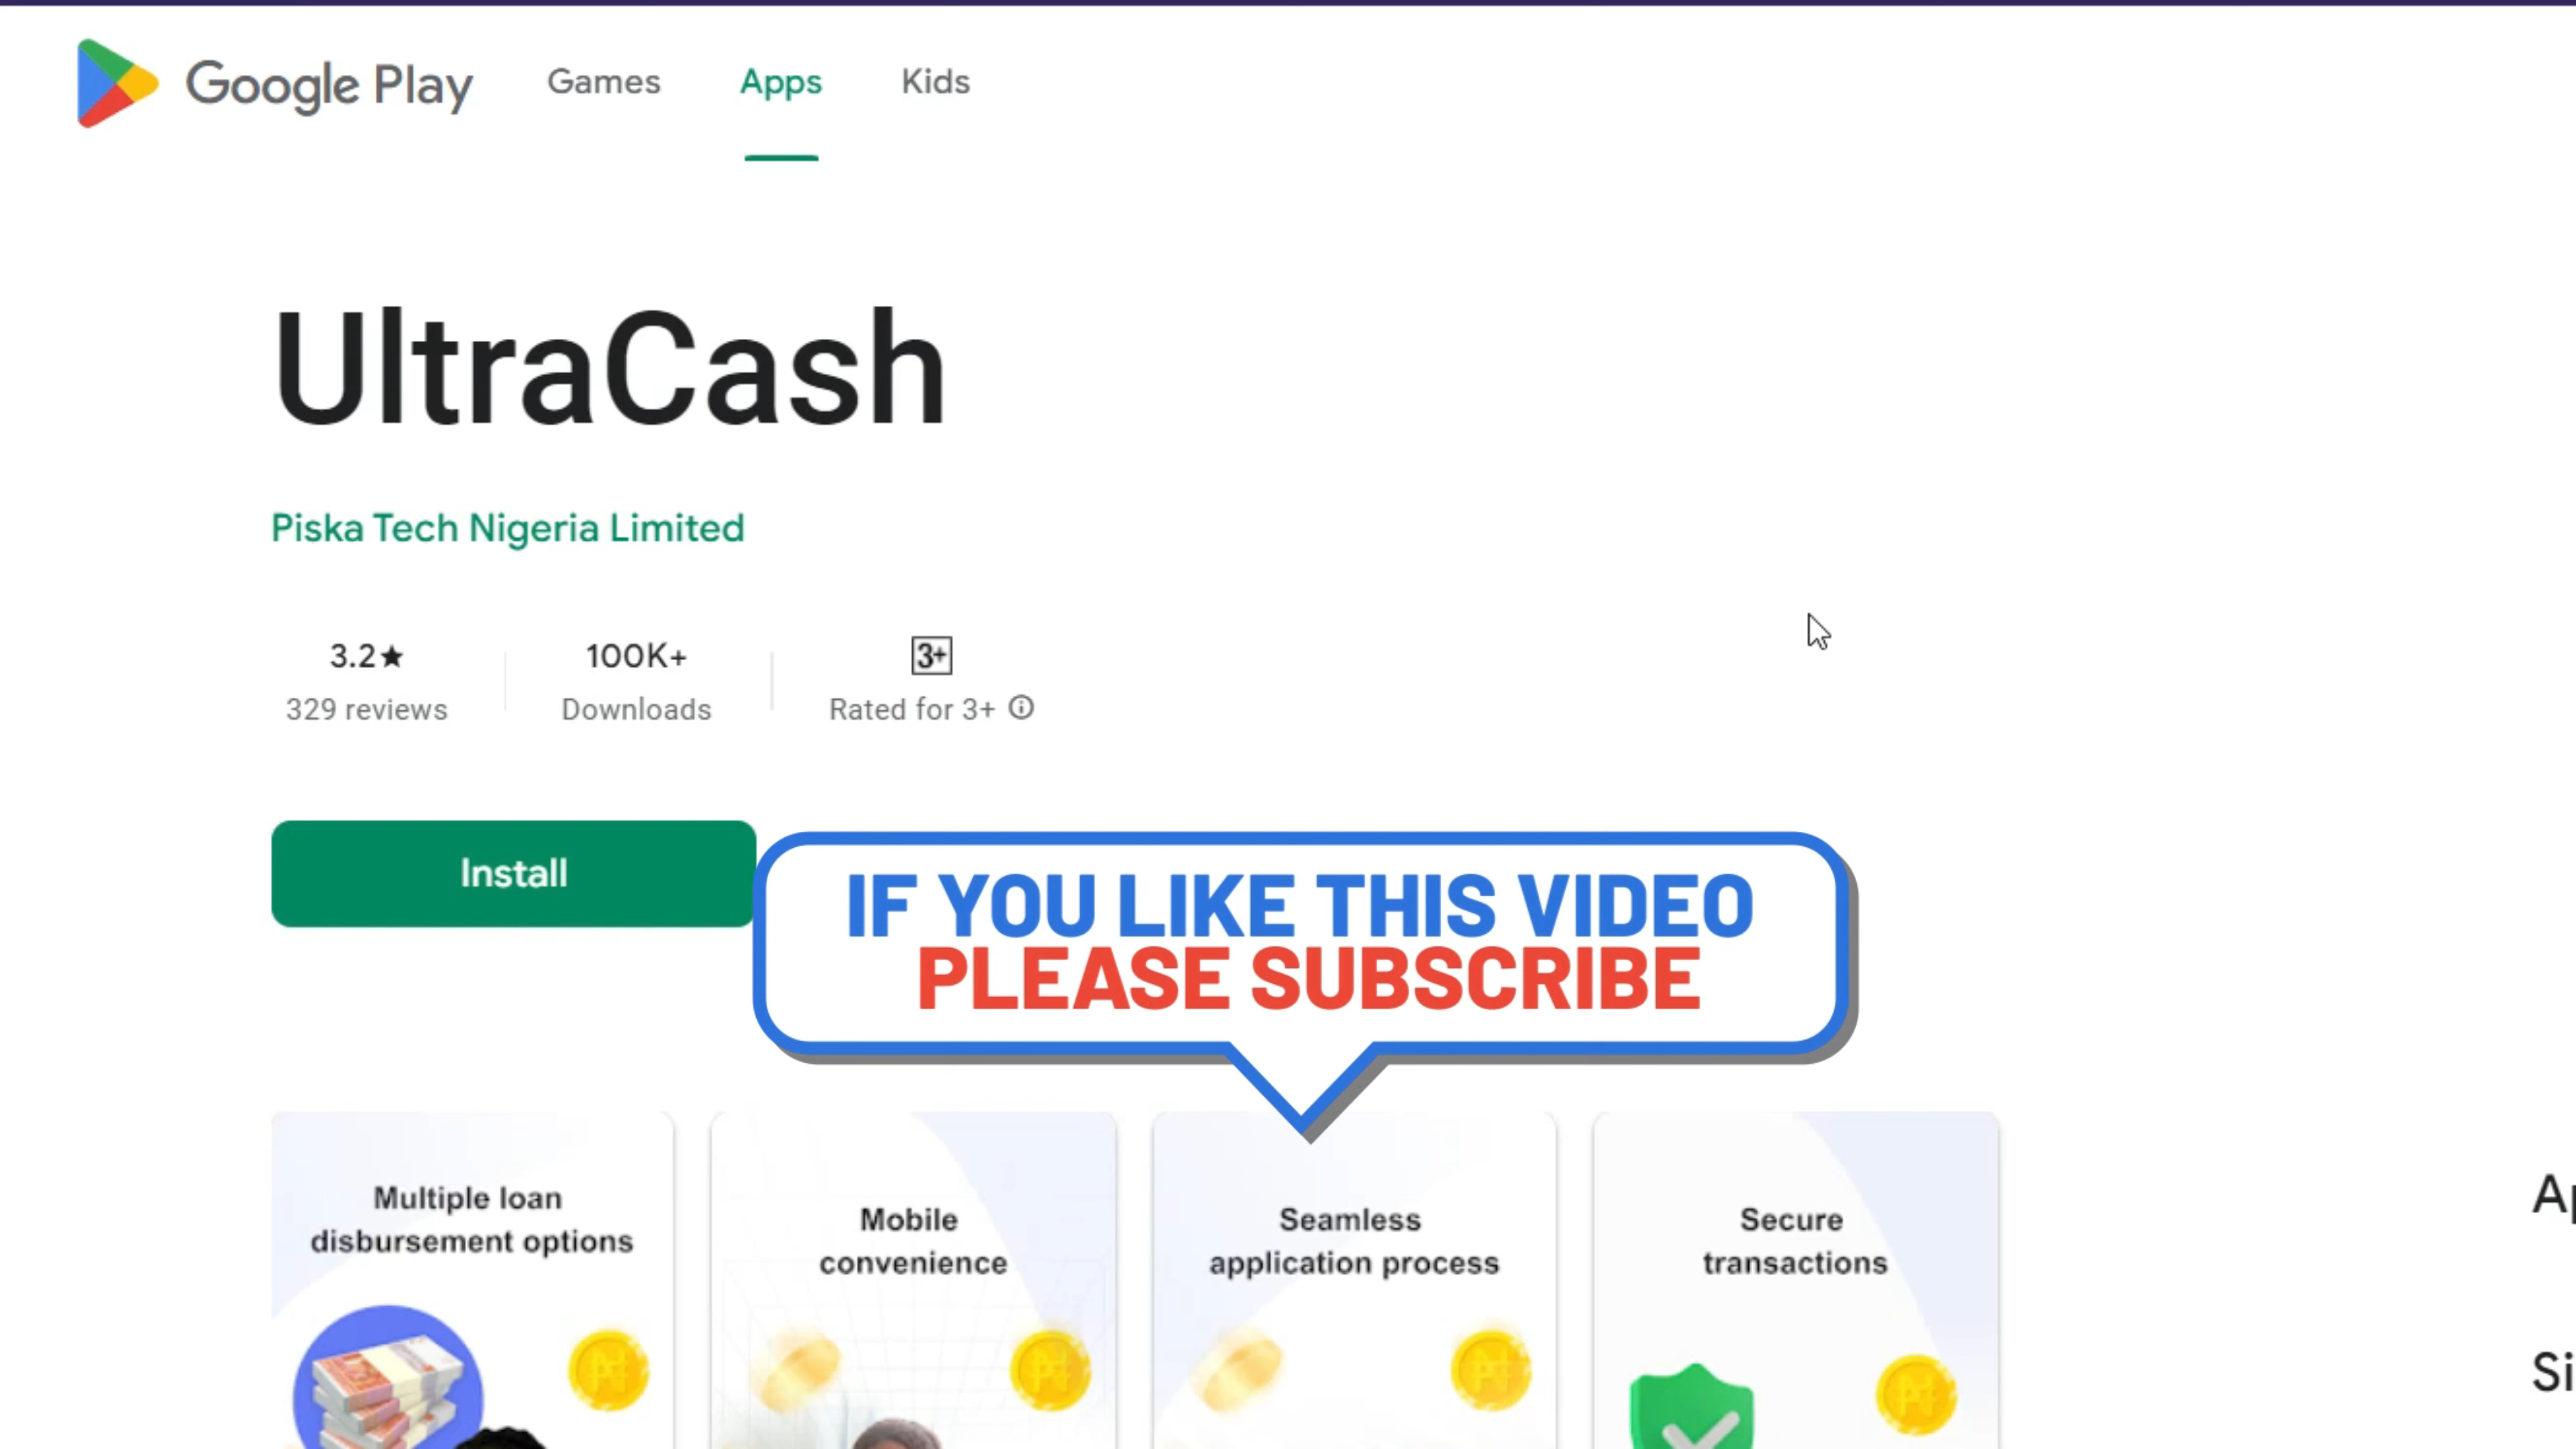 Google Play Games Apps Kids
UltraCash
Piska Tech Nigeria Limited
3.2★ 100K+ 3+
329 reviews Downloads Rated for 3+
Install
IF YOU LIKE THIS VIDEO
PLEASE SUBSCRIBE
Multiple loan
disbursement options
Mobile
convenience
Seamless
application process
Secure
transactions